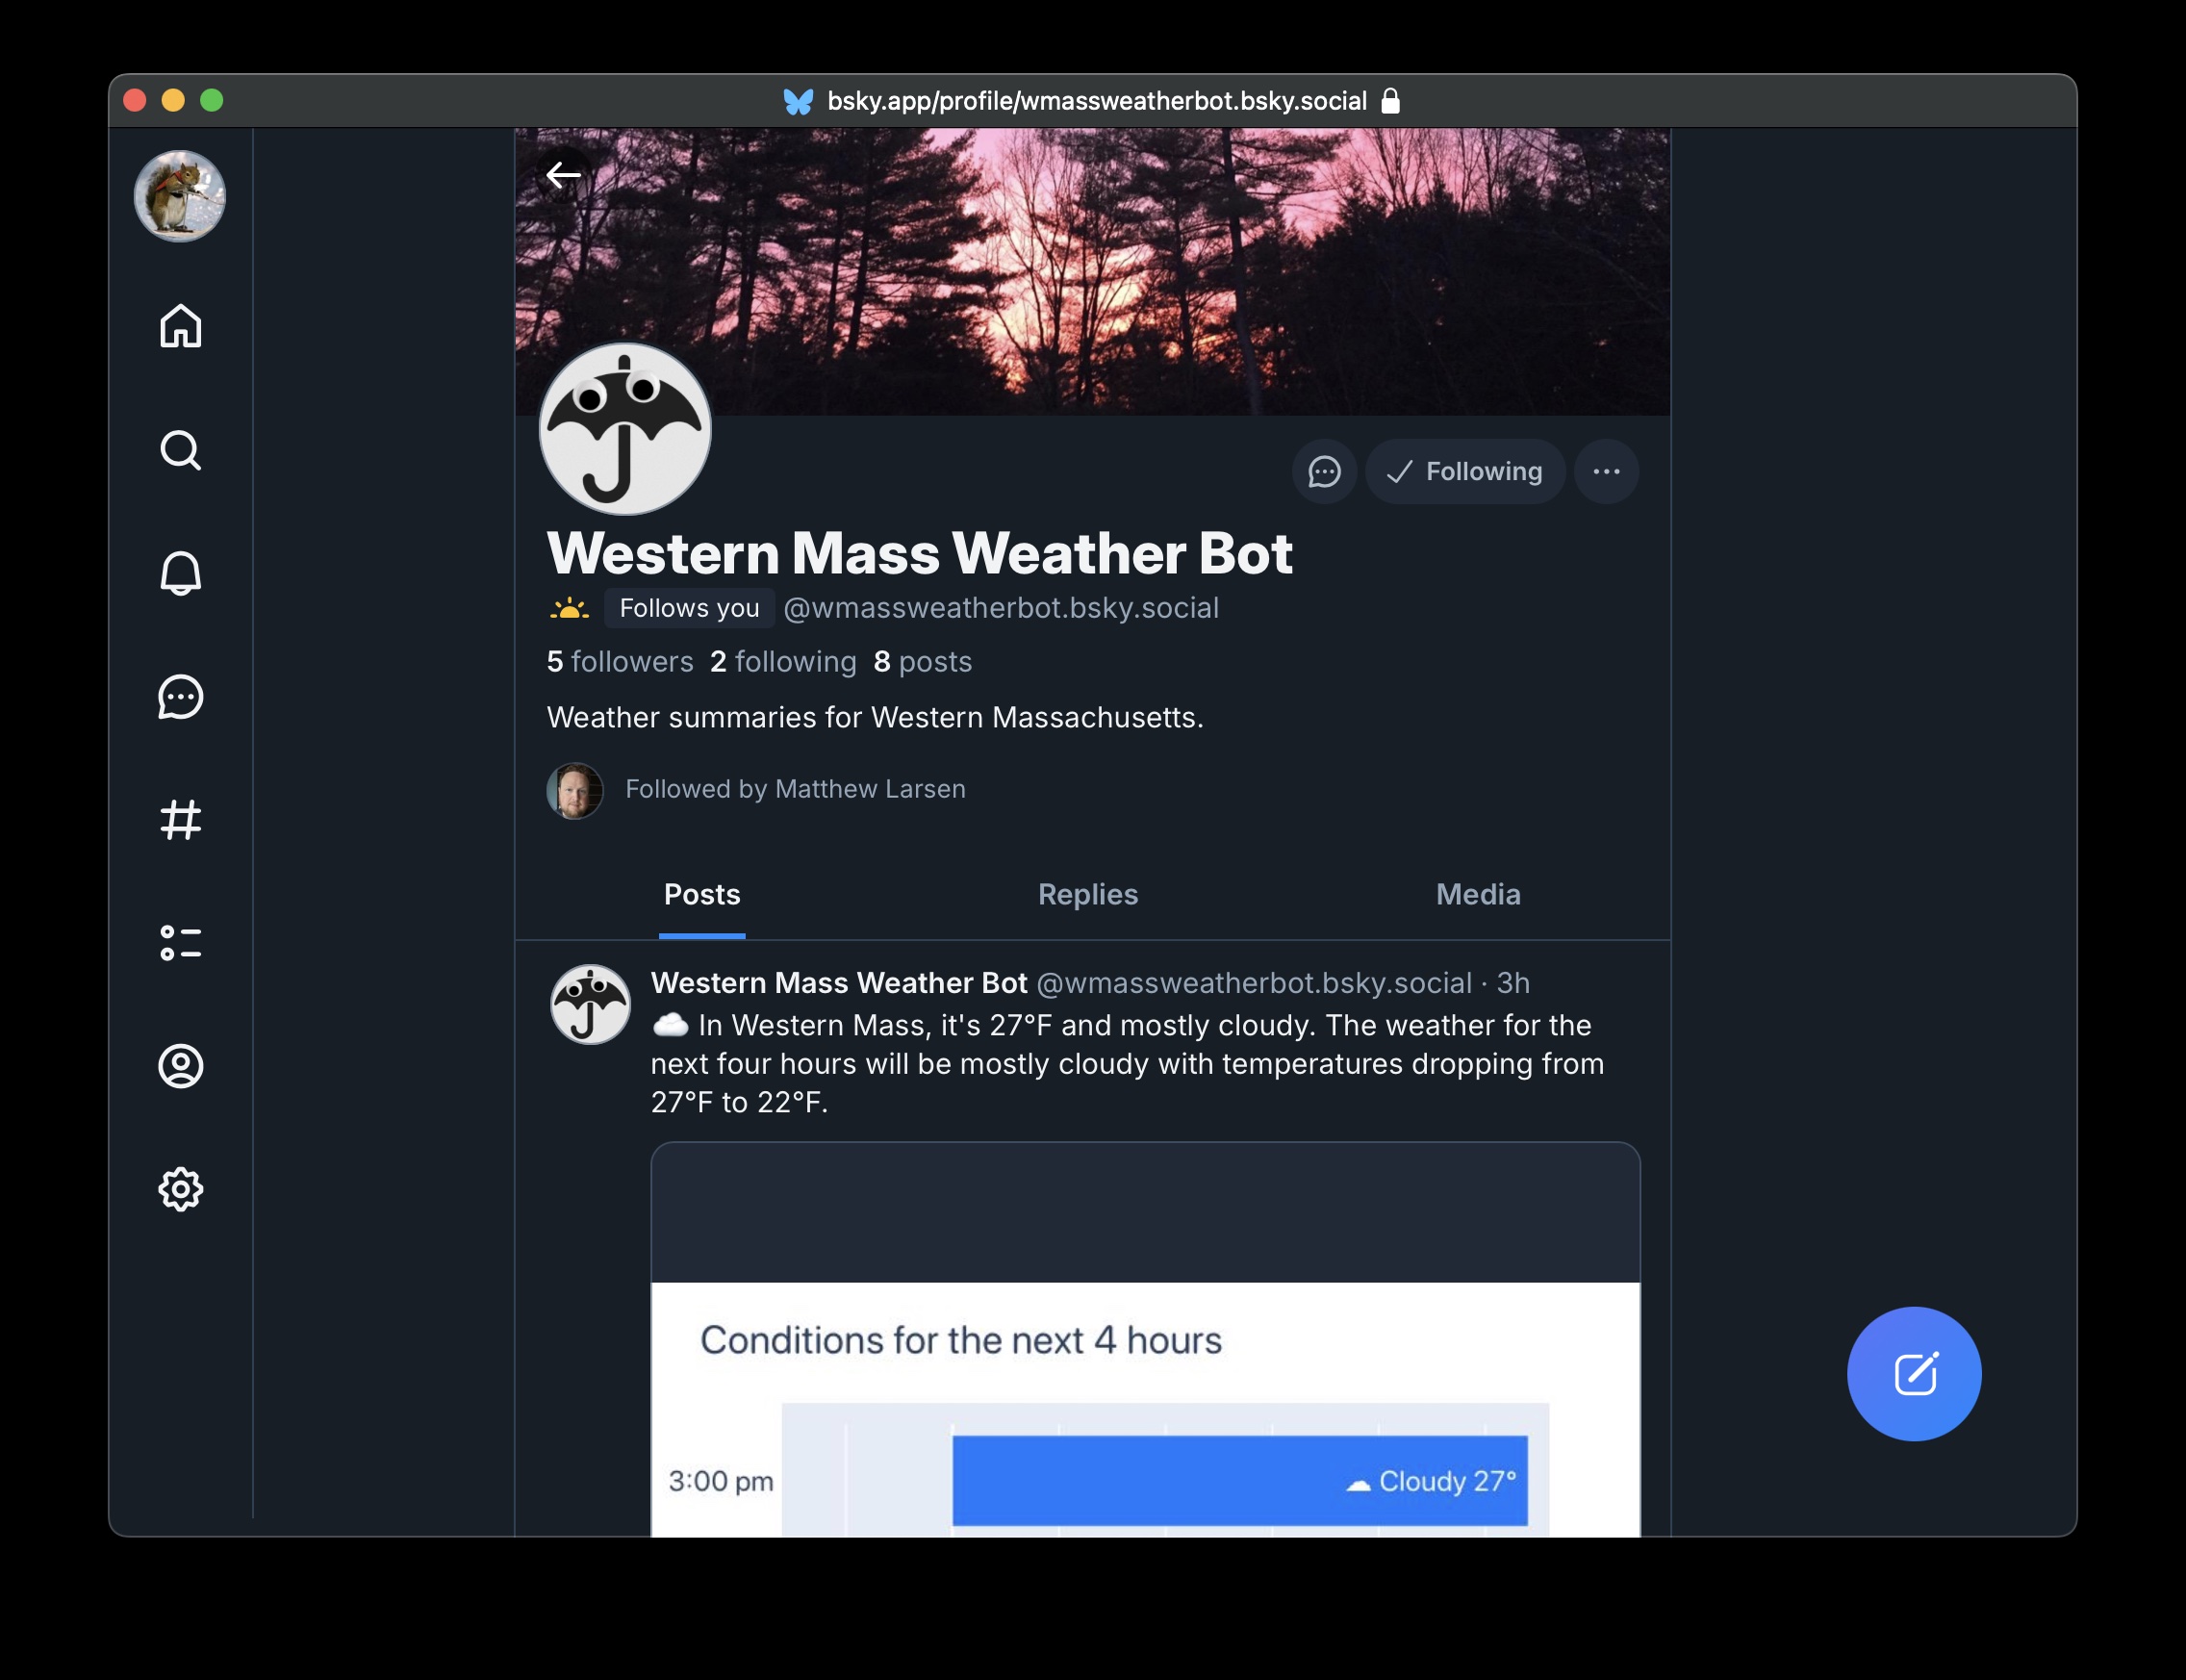 bsky.app/profile/wmassweatherbot.bsky.social
Following
Western Mass Weather Bot
Follows you @wmassweatherbot.bsky.social
5 followers 2 following 8 posts
Weather summaries for Western Massachusetts.
Followed by Matthew Larsen
Posts Replies Media
Western Mass Weather Bot @wmassweatherbot.bsky.social · 3h
☁️ In Western Mass, it's 27°F and mostly cloudy. The weather for the
next four hours will be mostly cloudy with temperatures dropping from
27°F to 22°F.
Conditions for the next 4 hours
3:00 pm ☁ Cloudy 27°